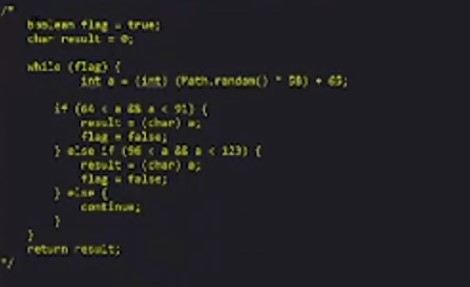 /*
boolean flag = true;
char result = 0;
while (flag) {
int a = (int) (Math.random() * 58) + 65;
if (64 < a && a < 91) {
result = (char) a;
flag = false;
} else if (96 < a && a < 123) {
result = (char) a;
flag = false;
} else {
continue;
}
}
return result;
*/